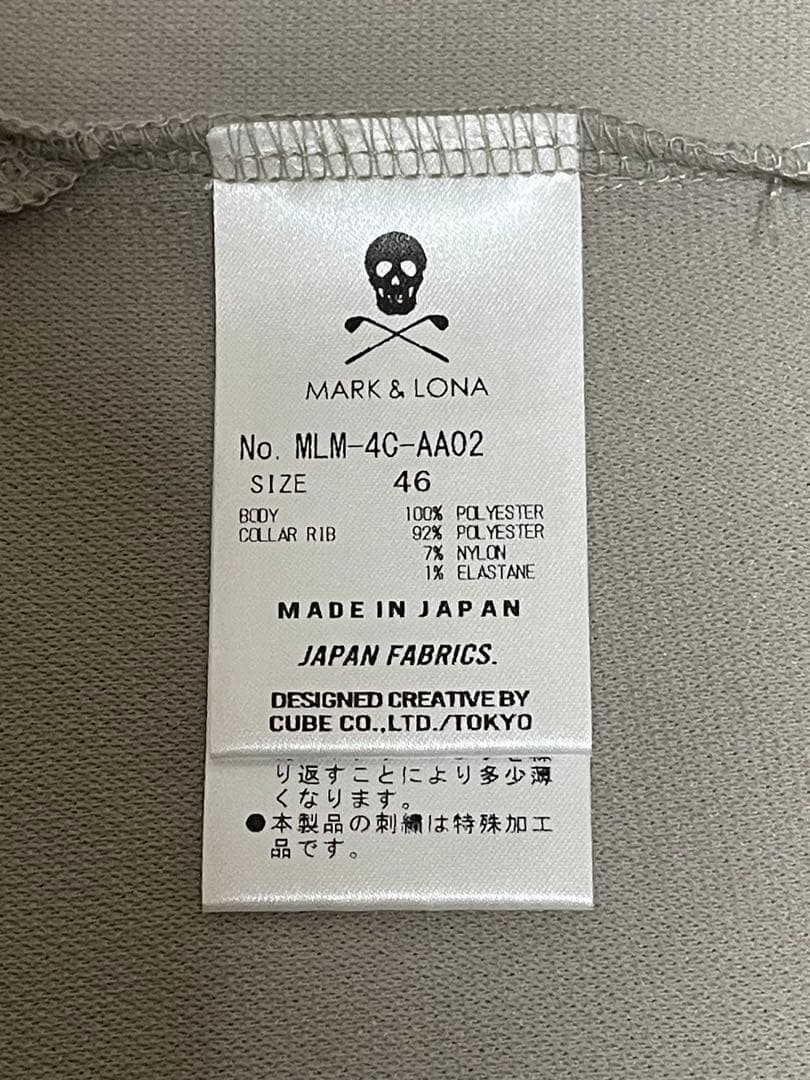 MARK & LONA
No. MLM-4C-AA02
SIZE 46
BODY 100% POLYESTER
COLLAR RIB 92% POLYESTER
7% NYLON
1% ELASTANE
MADE IN JAPAN
JAPAN FABRICS.
DESIGNED CREATIVE BY
CUBE CO.,LTD./TOKYO
り返すことにより多少薄
くなります。
●本製品の刺繍は特殊加工
品です。